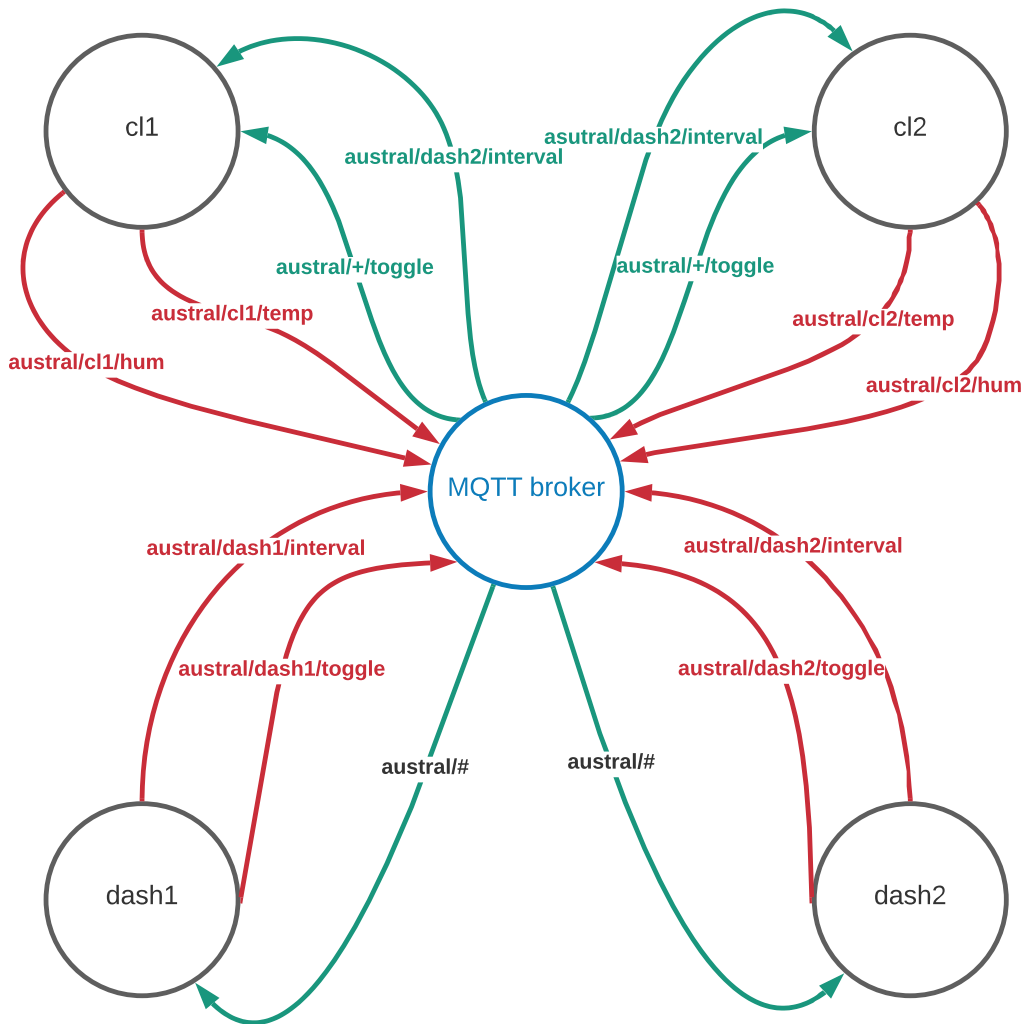 cl1
cl2
asutral/dash2/interval
austral/dash2/interval
austral/+/toggle
austral/+/toggle
austral/cl1/temp
austral/cl2/temp
austral/cl1/hum
austral/cl2/hum
MQTT broker
austral/dash1/interval
austral/dash2/interval
austral/dash1/toggle
austral/dash2/toggle
austral/#
austral/#
dash1
dash2